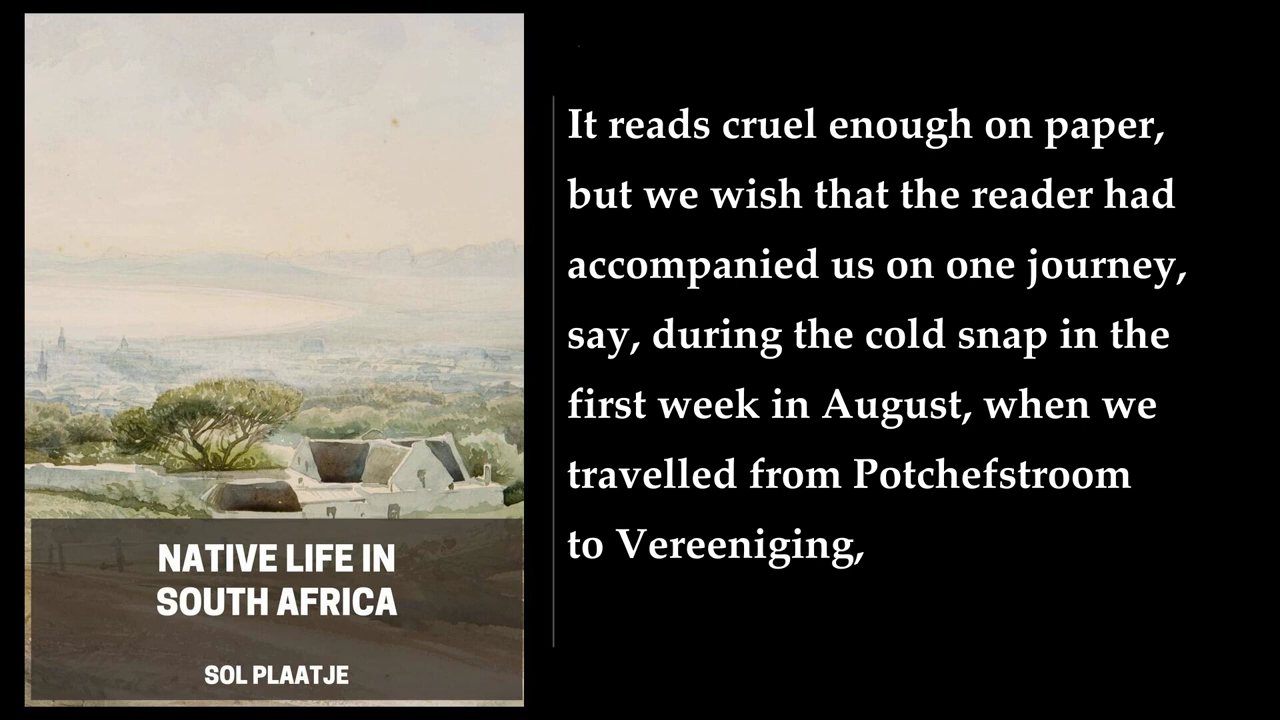 NATIVE LIFE IN
SOUTH AFRICA
SOL PLAATJE
It reads cruel enough on paper,
but we wish that the reader had
accompanied us on one journey,
say, during the cold snap in the
first week in August, when we
travelled from Potchefstroom
to Vereeniging,